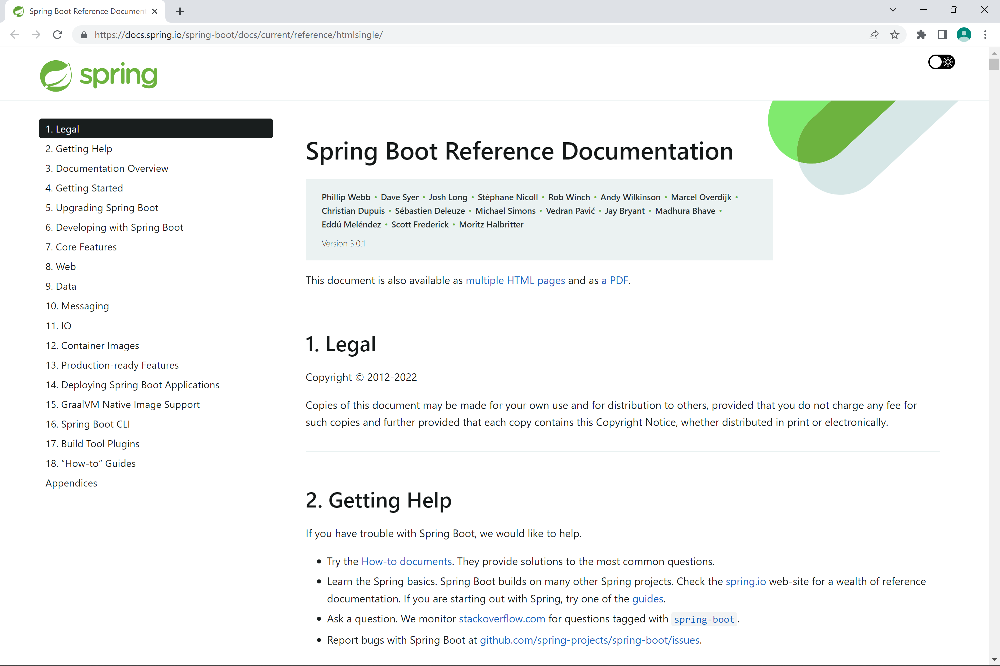 Spring Boot Reference Documen
https://docs.spring.io/spring-boot/docs/current/reference/htmlsingle/
spring
1. Legal
2. Getting Help
3. Documentation Overview
4. Getting Started
5. Upgrading Spring Boot
6. Developing with Spring Boot
7. Core Features
8. Web
9. Data
10. Messaging
11. IO
12. Container Images
13. Production-ready Features
14. Deploying Spring Boot Applications
15. GraalVM Native Image Support
16. Spring Boot CLI
17. Build Tool Plugins
18. “How-to” Guides
Appendices
Spring Boot Reference Documentation
Phillip Webb • Dave Syer • Josh Long • Stéphane Nicoll • Rob Winch • Andy Wilkinson • Marcel Overdijk •
Christian Dupuis • Sébastien Deleuze • Michael Simons • Vedran Pavić • Jay Bryant • Madhura Bhave •
Eddú Meléndez • Scott Frederick • Moritz Halbritter
Version 3.0.1
This document is also available as multiple HTML pages and as a PDF.
1. Legal
Copyright © 2012-2022
Copies of this document may be made for your own use and for distribution to others, provided that you do not charge any fee for
such copies and further provided that each copy contains this Copyright Notice, whether distributed in print or electronically.
2. Getting Help
If you have trouble with Spring Boot, we would like to help.
• Try the How-to documents. They provide solutions to the most common questions.
• Learn the Spring basics. Spring Boot builds on many other Spring projects. Check the spring.io web-site for a wealth of reference
documentation. If you are starting out with Spring, try one of the guides.
• Ask a question. We monitor stackoverflow.com for questions tagged with spring-boot.
• Report bugs with Spring Boot at github.com/spring-projects/spring-boot/issues.